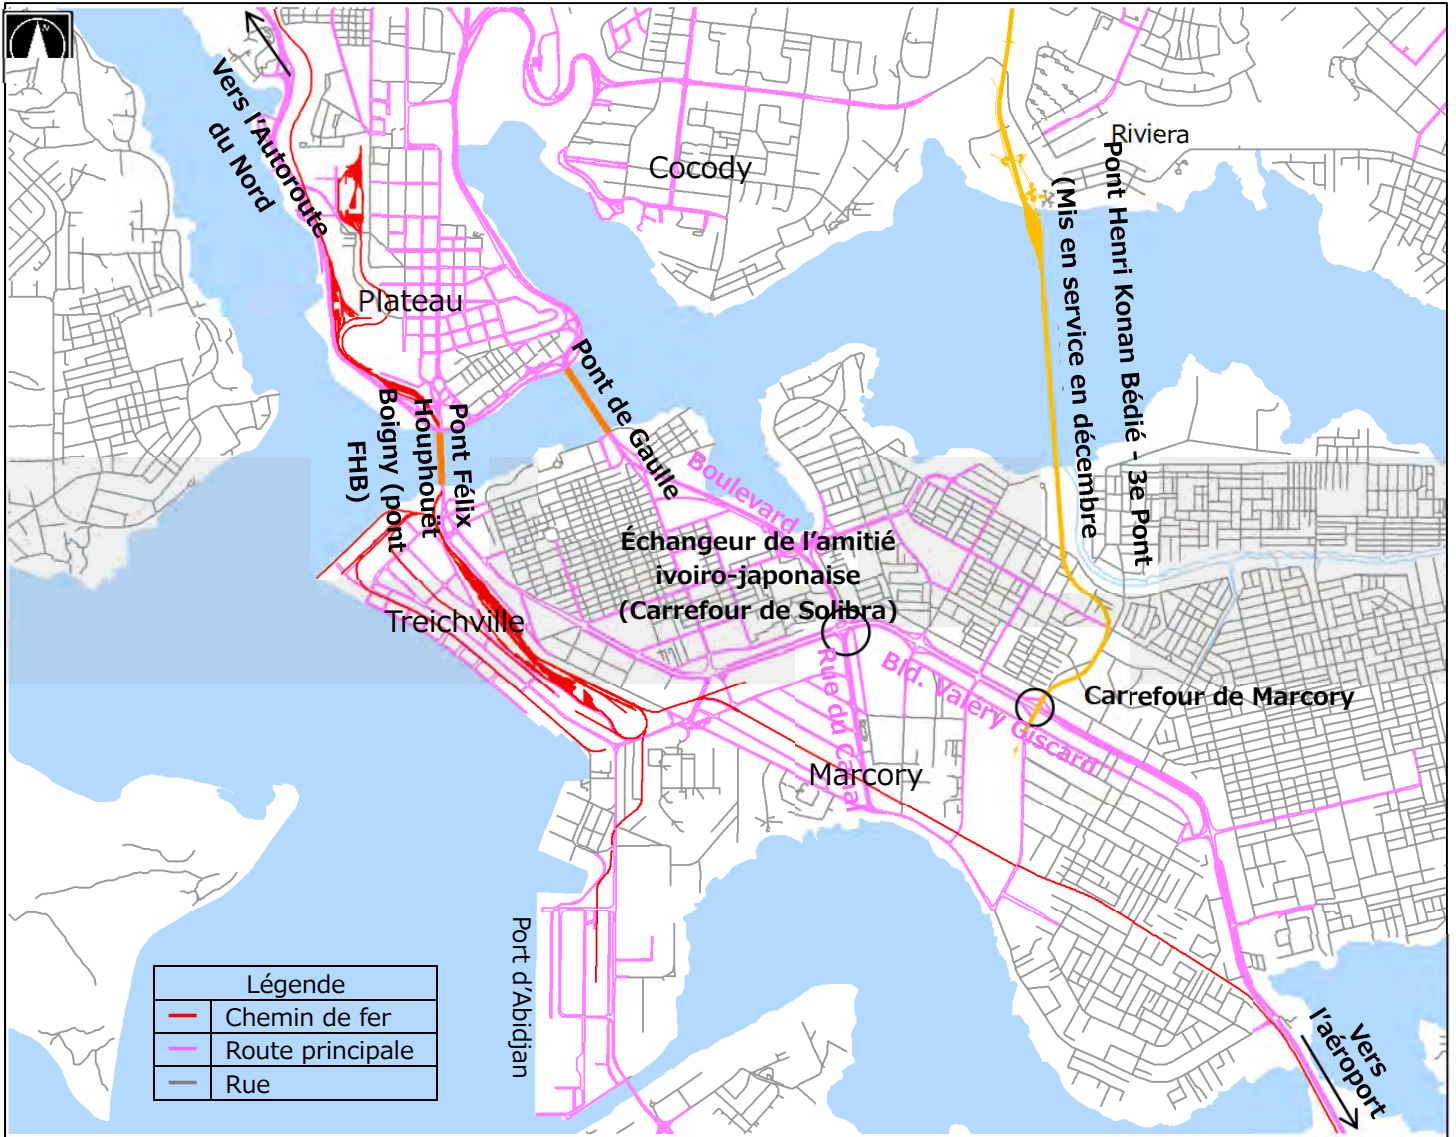 N
Vers l'Autoroute
du Nord
Cocody
Riviera
Pont Henri Konan Bédié - 3e Pont
(Mis en service en décembre
Plateau
Pont de Gaulle
Pont Félix
Houphouët
Boigny (pont
FHB)
Boulevard
Échangeur de l'amitié
ivoiro-japonaise
(Carrefour de Solibra)
Treichville
Rue du Canal
Bld. Valéry Giscard
Carrefour de Marcory
Marcory
Port d'Abidjan
Vers
l'aéroport
Légende
Chemin de fer
Route principale
Rue